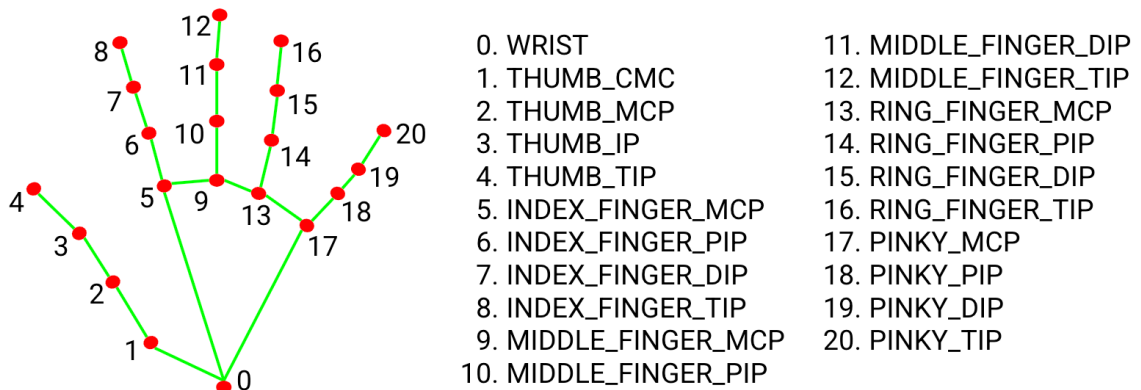 12
8
16
11
7
15
20
10
6
14
19
4
5
9
13
18
3
17
2
1
0
0. WRIST
1. THUMB_CMC
2. THUMB_MCP
3. THUMB_IP
4. THUMB_TIP
5. INDEX_FINGER_MCP
6. INDEX_FINGER_PIP
7. INDEX_FINGER_DIP
8. INDEX_FINGER_TIP
9. MIDDLE_FINGER_MCP
10. MIDDLE_FINGER_PIP
11. MIDDLE_FINGER_DIP
12. MIDDLE_FINGER_TIP
13. RING_FINGER_MCP
14. RING_FINGER_PIP
15. RING_FINGER_DIP
16. RING_FINGER_TIP
17. PINKY_MCP
18. PINKY_PIP
19. PINKY_DIP
20. PINKY_TIP